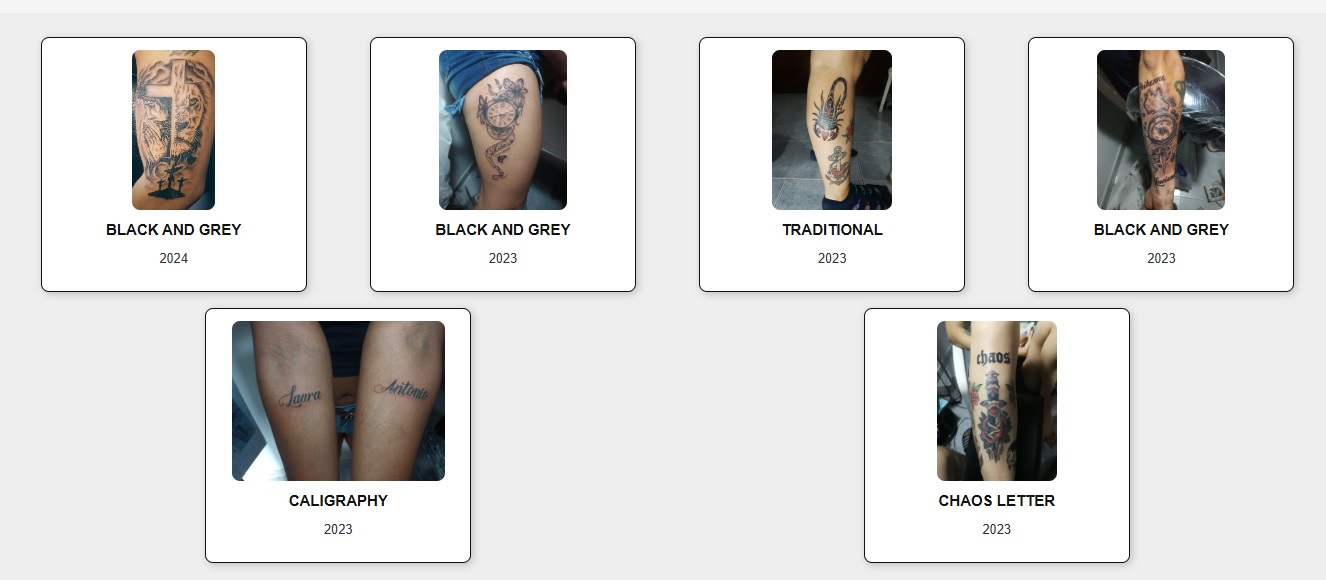 BLACK AND GREY
2024
BLACK AND GREY
2023
TRADITIONAL
2023
BLACK AND GREY
2023
Laura
Antonio
CALIGRAPHY
2023
chaos
CHAOS LETTER
2023